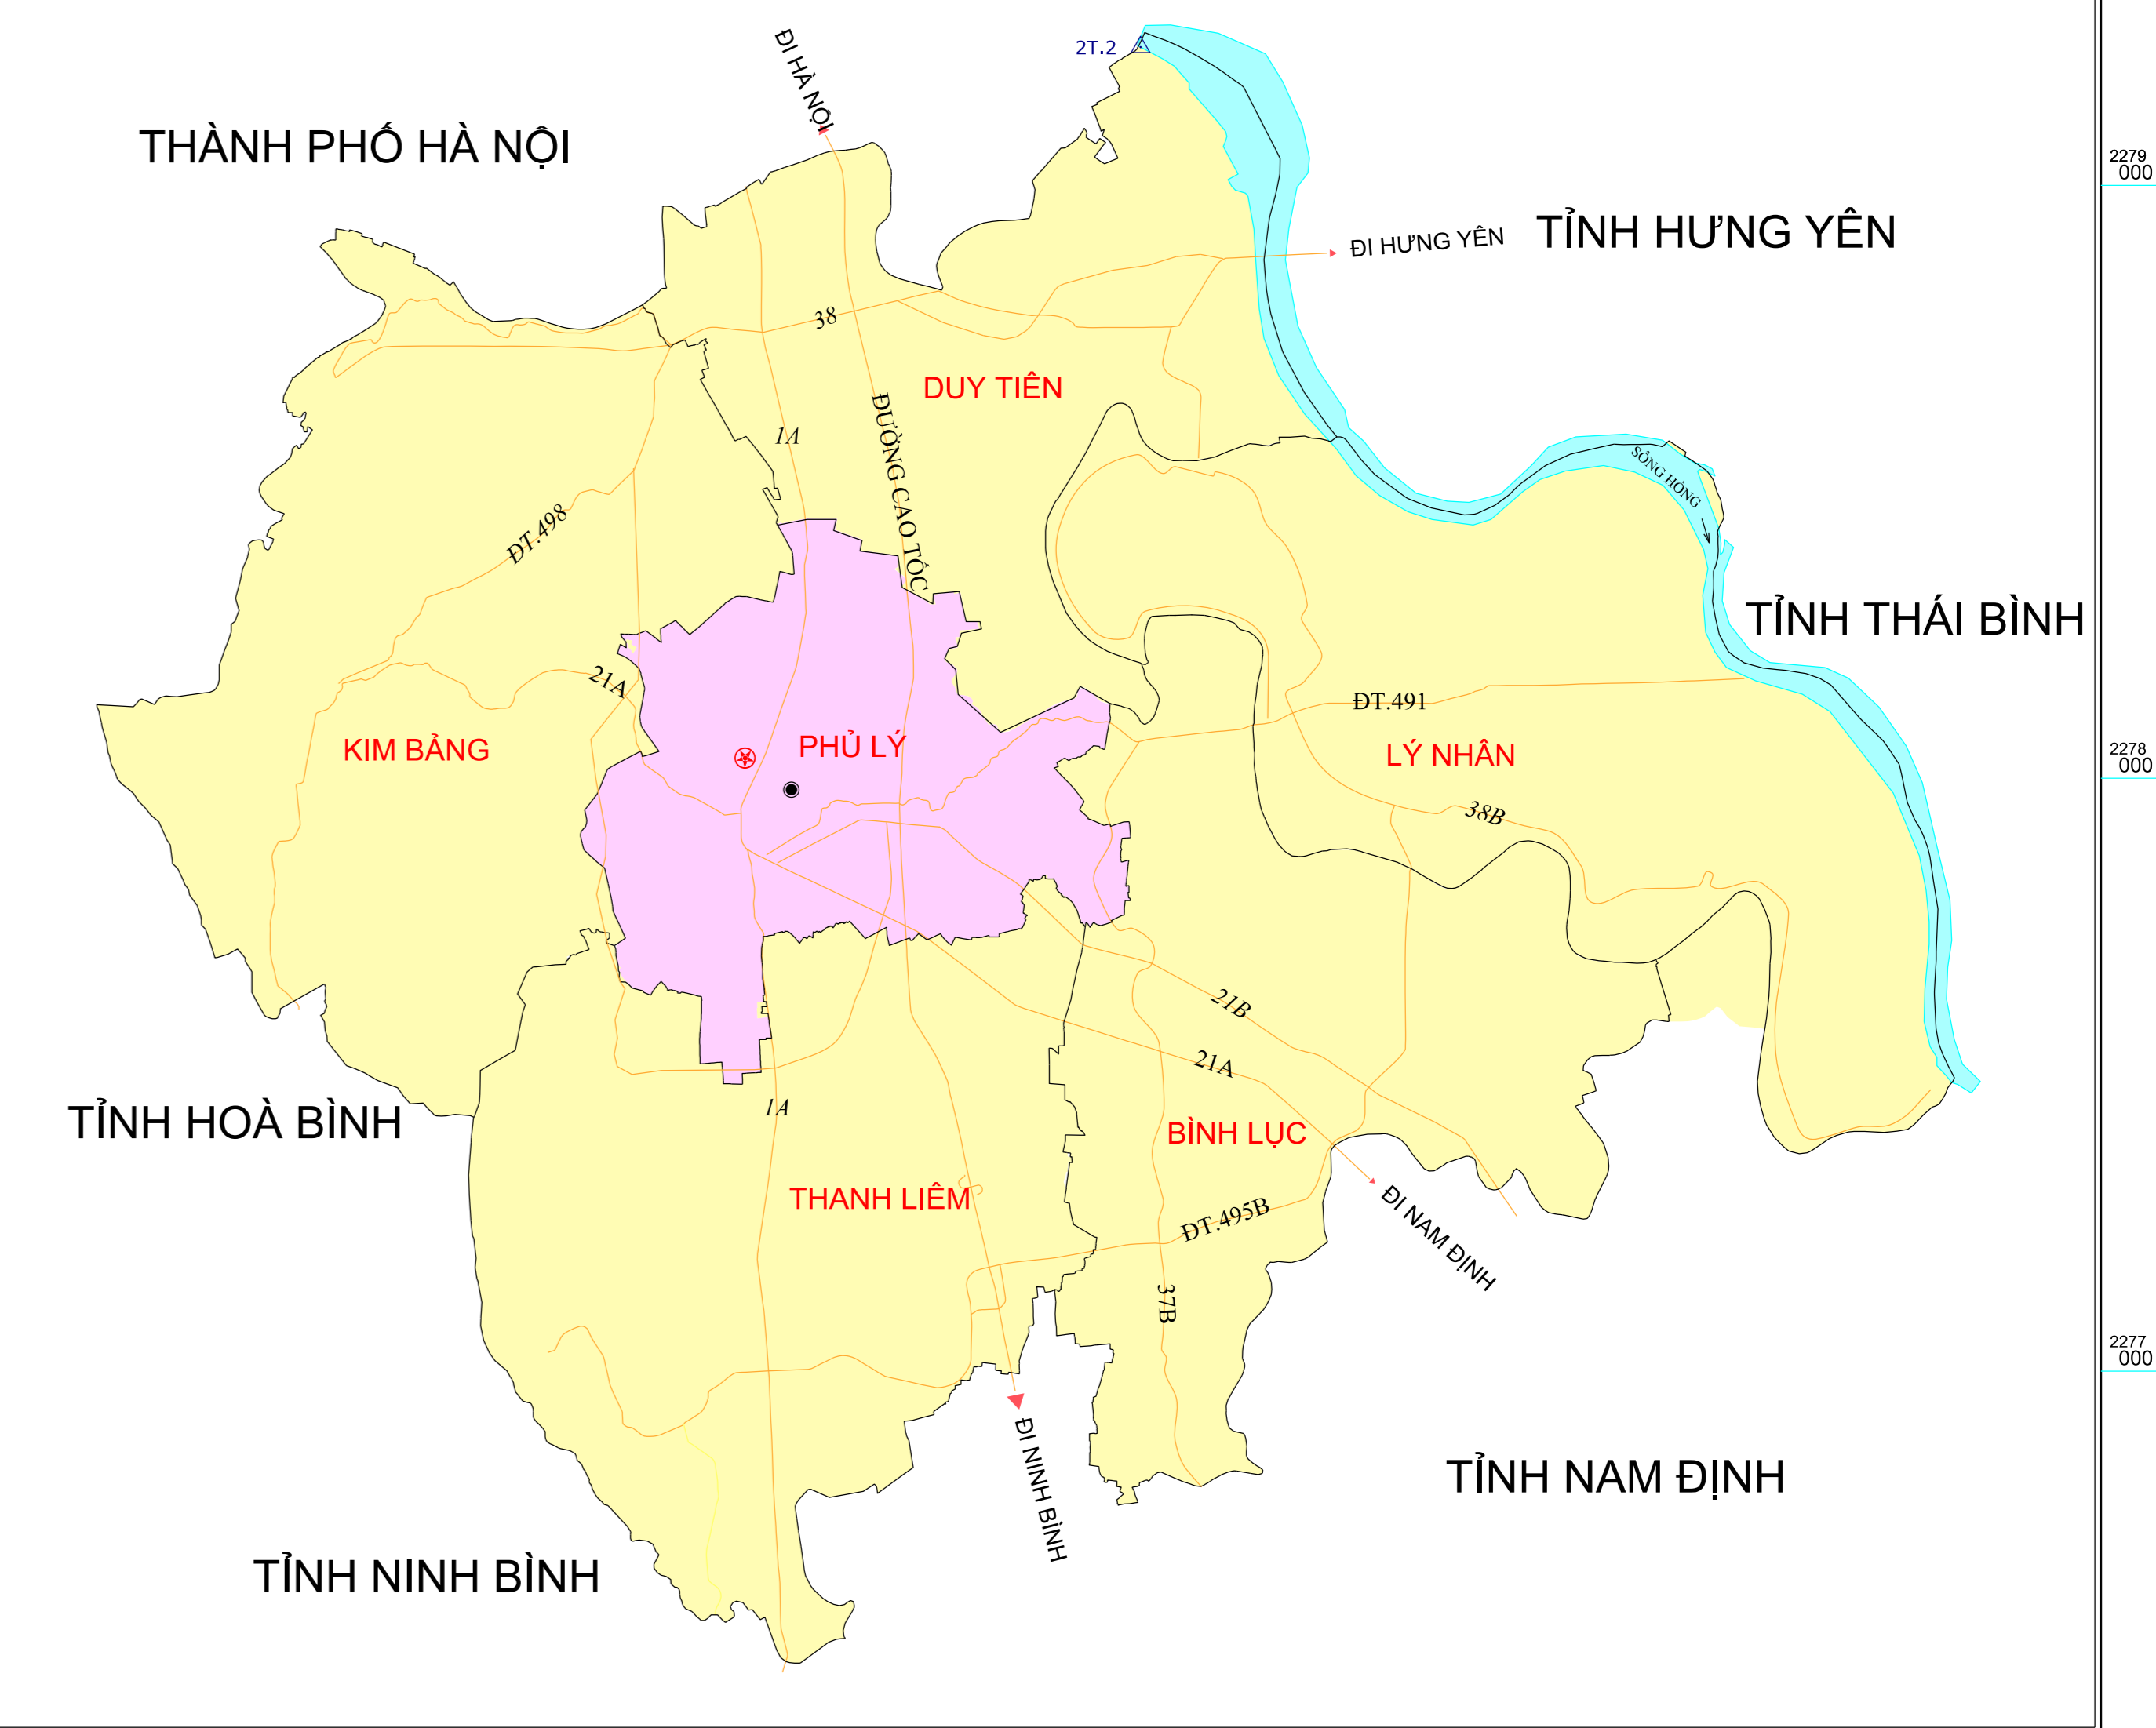 2T.2
ĐI HÀ NỘI
THÀNH PHỐ HÀ NỘI
2279
000
TỈNH HƯNG YÊN
ĐI HƯNG YÊN
38
DUY TIÊN
1A
ĐƯỜNG CAO TỐC
SÔNG HỒNG
ĐT.498
TỈNH THÁI BÌNH
21A
ĐT.491
KIM BẢNG
PHỦ LÝ
LÝ NHÂN
2278
000
38B
21B
21A
1A
TỈNH HOÀ BÌNH
BÌNH LỤC
THANH LIÊM
ĐT.495B
ĐI NAM ĐỊNH
37B
2277
000
ĐI NINH BÌNH
TỈNH NAM ĐỊNH
TỈNH NINH BÌNH